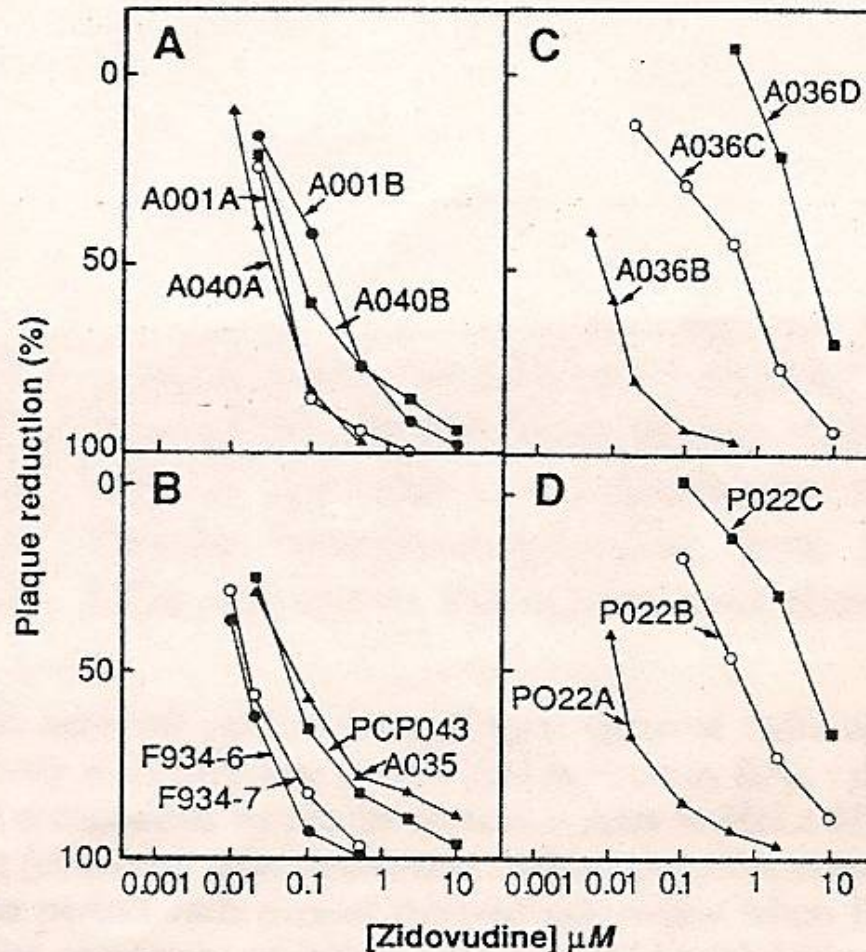 A
C
0
A036D
A001B
A036C
A001A
50
A040A
A040B
A036B
100
Plaque reduction (%)
B
D
0
P022C
P022B
50
PO22A
PCP043
F934-6
A035
F934-7
100
0.001 0.01 0.1 1 10 0.001 0.01 0.1 1 10
[Zidovudine] μM